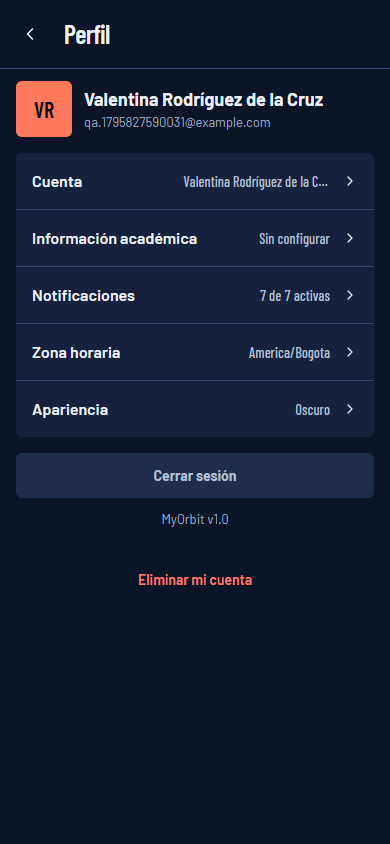 Perfil
VR
Valentina Rodríguez de la Cruz
qa.1795827590031@example.com
Cuenta Valentina Rodríguez de la C...
Información académica Sin configurar
Notificaciones 7 de 7 activas
Zona horaria America/Bogota
Apariencia Oscuro
Cerrar sesión
MyOrbit v1.0
Eliminar mi cuenta